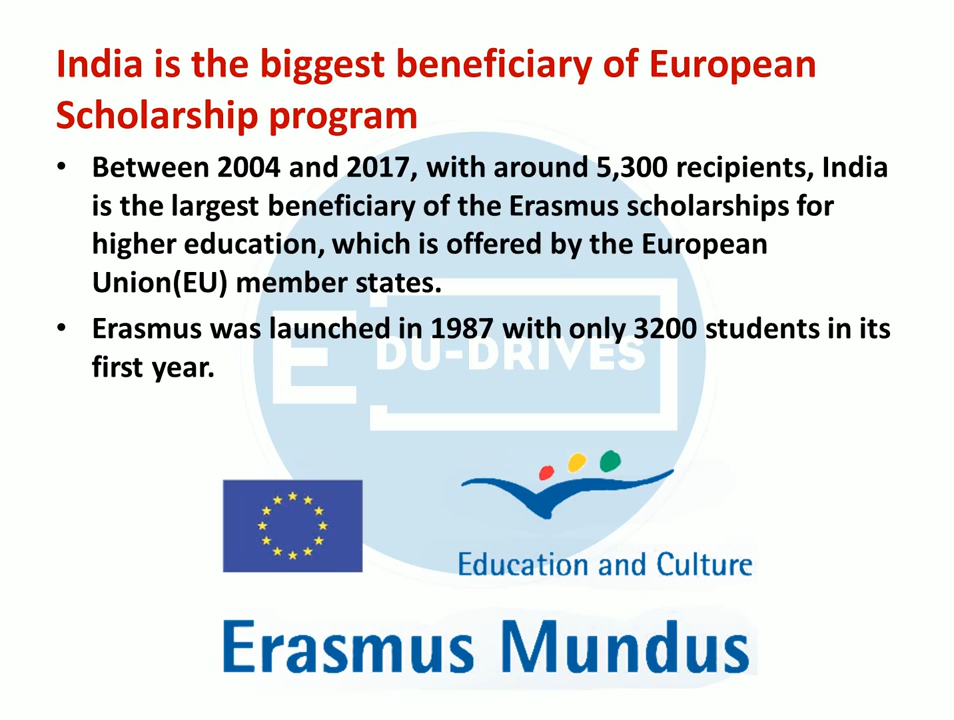 India is the biggest beneficiary of European
Scholarship program
• Between 2004 and 2017, with around 5,300 recipients, India
is the largest beneficiary of the Erasmus scholarships for
higher education, which is offered by the European
Union(EU) member states.
• Erasmus was launched in 1987 with only 3200 students in its
first year.
EDU-DRIVES
Education and Culture
Erasmus Mundus